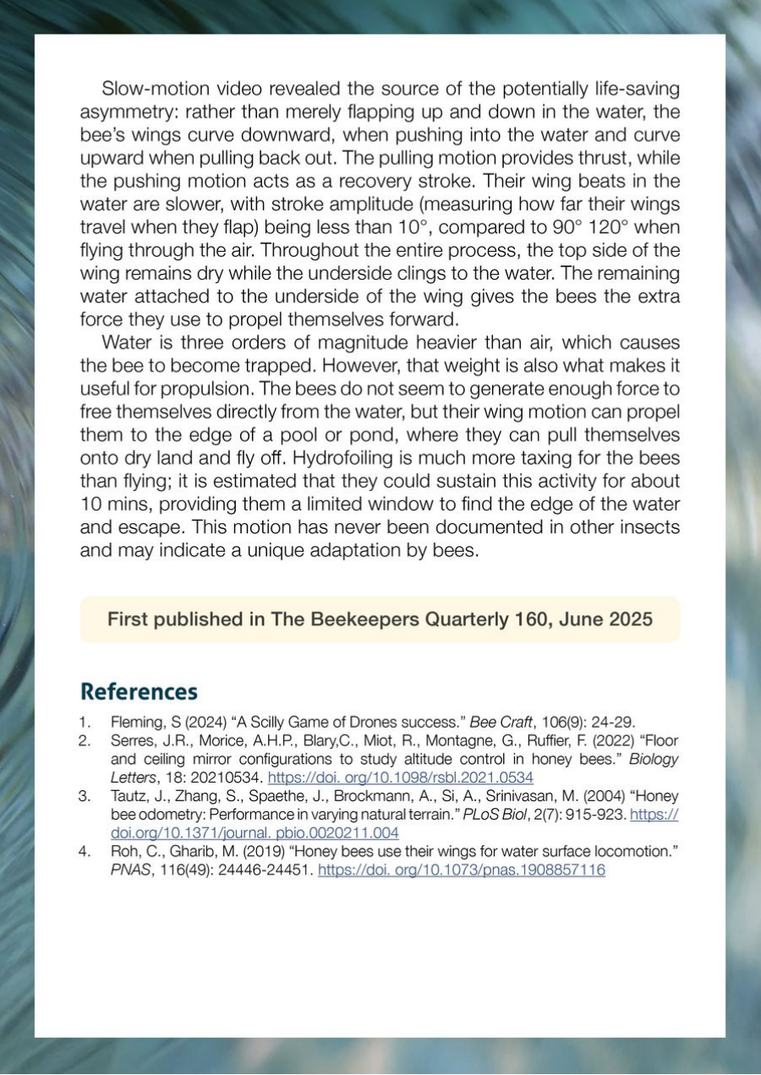 Slow-motion video revealed the source of the potentially life-saving
asymmetry: rather than merely flapping up and down in the water, the
bee’s wings curve downward, when pushing into the water and curve
upward when pulling back out. The pulling motion provides thrust, while
the pushing motion acts as a recovery stroke. Their wing beats in the
water are slower, with stroke amplitude (measuring how far their wings
travel when they flap) being less than 10°, compared to 90° 120° when
flying through the air. Throughout the entire process, the top side of the
wing remains dry while the underside clings to the water. The remaining
water attached to the underside of the wing gives the bees the extra
force they use to propel themselves forward.
Water is three orders of magnitude heavier than air, which causes
the bee to become trapped. However, that weight is also what makes it
useful for propulsion. The bees do not seem to generate enough force to
free themselves directly from the water, but their wing motion can propel
them to the edge of a pool or pond, where they can pull themselves
onto dry land and fly off. Hydrofoiling is much more taxing for the bees
than flying; it is estimated that they could sustain this activity for about
10 mins, providing them a limited window to find the edge of the water
and escape. This motion has never been documented in other insects
and may indicate a unique adaptation by bees.
First published in The Beekeepers Quarterly 160, June 2025
References
1. Fleming, S (2024) “A Scilly Game of Drones success.” Bee Craft, 106(9): 24-29.
2. Serres, J.R., Morice, A.H.P., Blary,C., Miot, R., Montagne, G., Ruffier, F. (2022) “Floor
and ceiling mirror configurations to study altitude control in honey bees.” Biology
Letters, 18: 20210534. https://doi. org/10.1098/rsbl.2021.0534
3. Tautz, J., Zhang, S., Spaethe, J., Brockmann, A., Si, A., Srinivasan, M. (2004) “Honey
bee odometry: Performance in varying natural terrain.” PLoS Biol, 2(7): 915-923. https://
doi.org/10.1371/journal. pbio.0020211.004
4. Roh, C., Gharib, M. (2019) “Honey bees use their wings for water surface locomotion.”
PNAS, 116(49): 24446-24451. https://doi. org/10.1073/pnas.1908857116